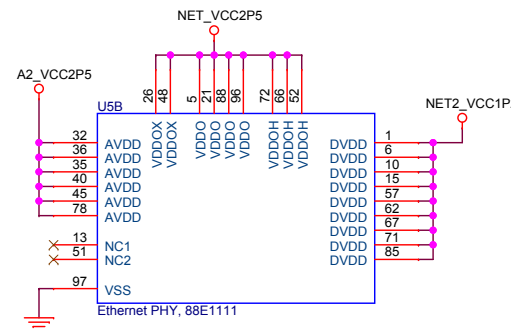 NET_VCC2P5
A2_VCC2P5
NET2_VCC1P
U5B
26 48 5 21 88 96 72 66 52
VDDOX VDDOX VDDO VDDO VDDO VDDO VDDOH VDDOH VDDOH
32 AVDD DVDD 1
36 AVDD DVDD 6
35 AVDD DVDD 10
40 AVDD DVDD 15
45 AVDD DVDD 57
78 AVDD DVDD 62
DVDD 67
13 NC1 DVDD 71
51 NC2 DVDD 85
97 VSS
Ethernet PHY, 88E1111